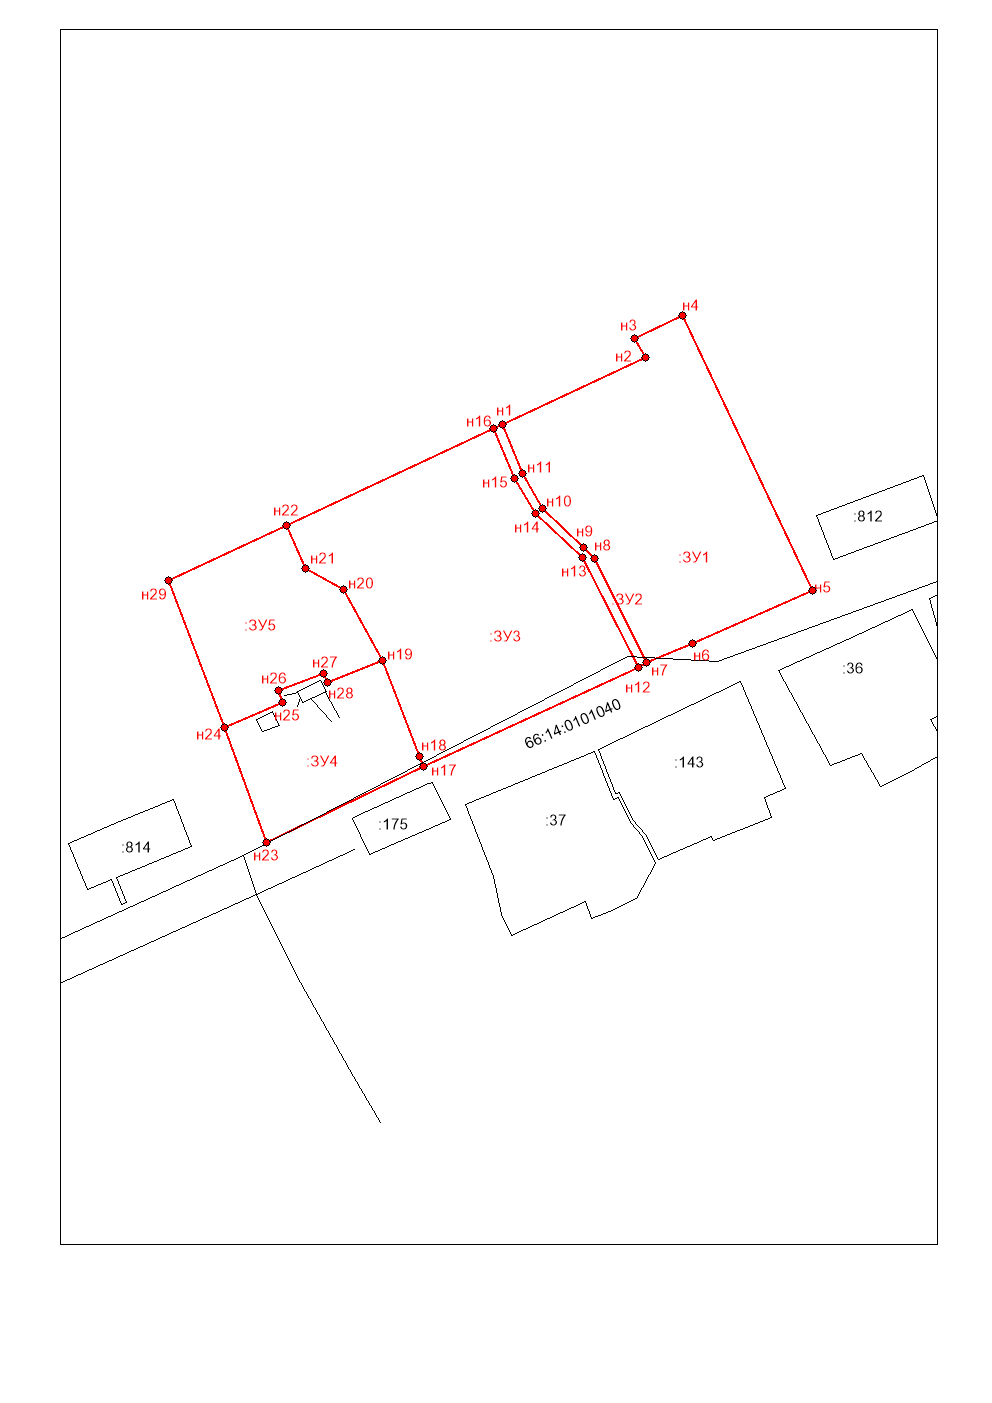 н4
н3
н2
н1
н16
н11
н15
н10
н22
:812
н14
н9
н8
:ЗУ1
н13
н21
н20
н5
н29
ЗУ2
:ЗУ5
:ЗУ3
н6
н19
н7
:36
н27
н12
н26
н28
66:14:0101040
н25
н24
н18
:ЗУ4
:143
н17
:37
:175
:814
н23